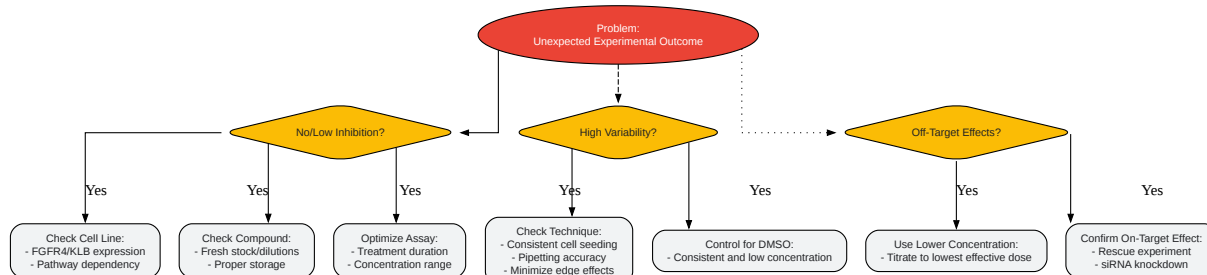 Problem:
Unexpected Experimental Outcome
No/Low Inhibition?
High Variability?
Off-Target Effects?
Yes
Yes
Yes
Yes
Yes
Yes
Yes
Check Cell Line:
- FGFR4/KLB expression
- Pathway dependency
Check Compound:
- Fresh stock/dilutions
- Proper storage
Optimize Assay:
- Treatment duration
- Concentration range
Check Technique:
- Consistent cell seeding
- Pipetting accuracy
- Minimize edge effects
Control for DMSO:
- Consistent and low concentration
Use Lower Concentration:
- Titrate to lowest effective dose
Confirm On-Target Effect:
- Rescue experiment
- siRNA knockdown